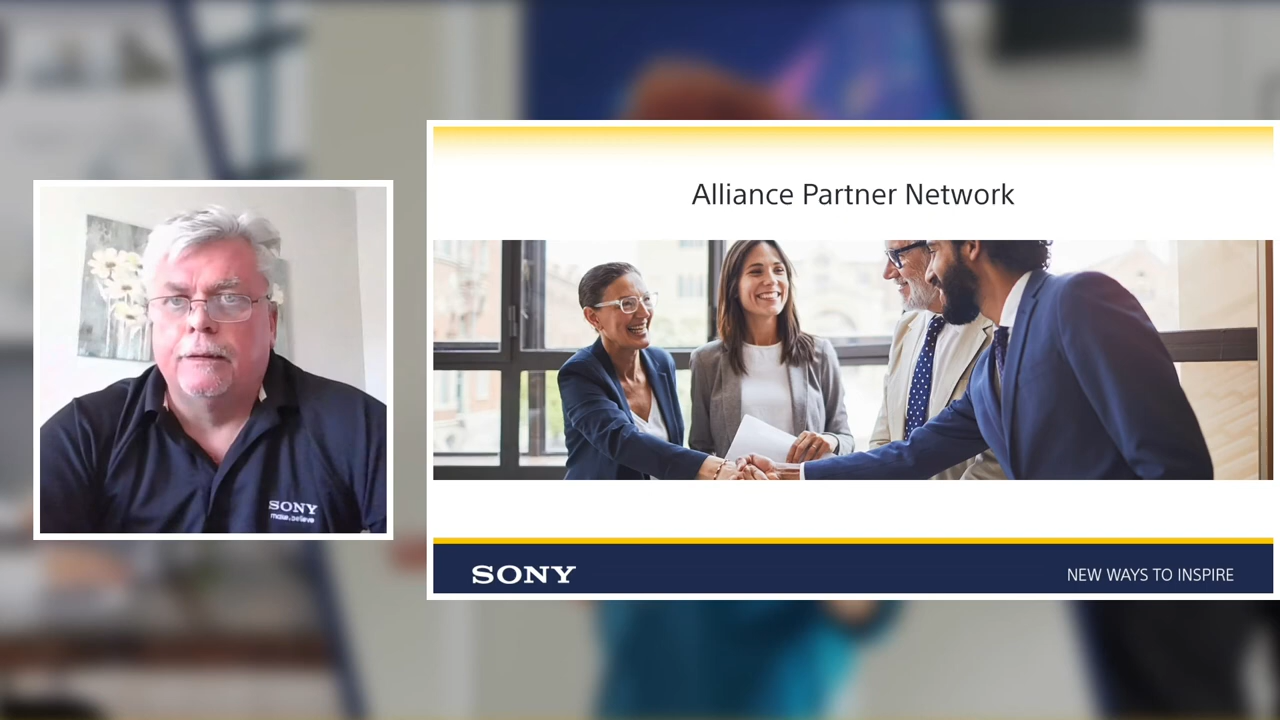 Alliance Partner Network
SONY
make.believe
SONY
NEW WAYS TO INSPIRE